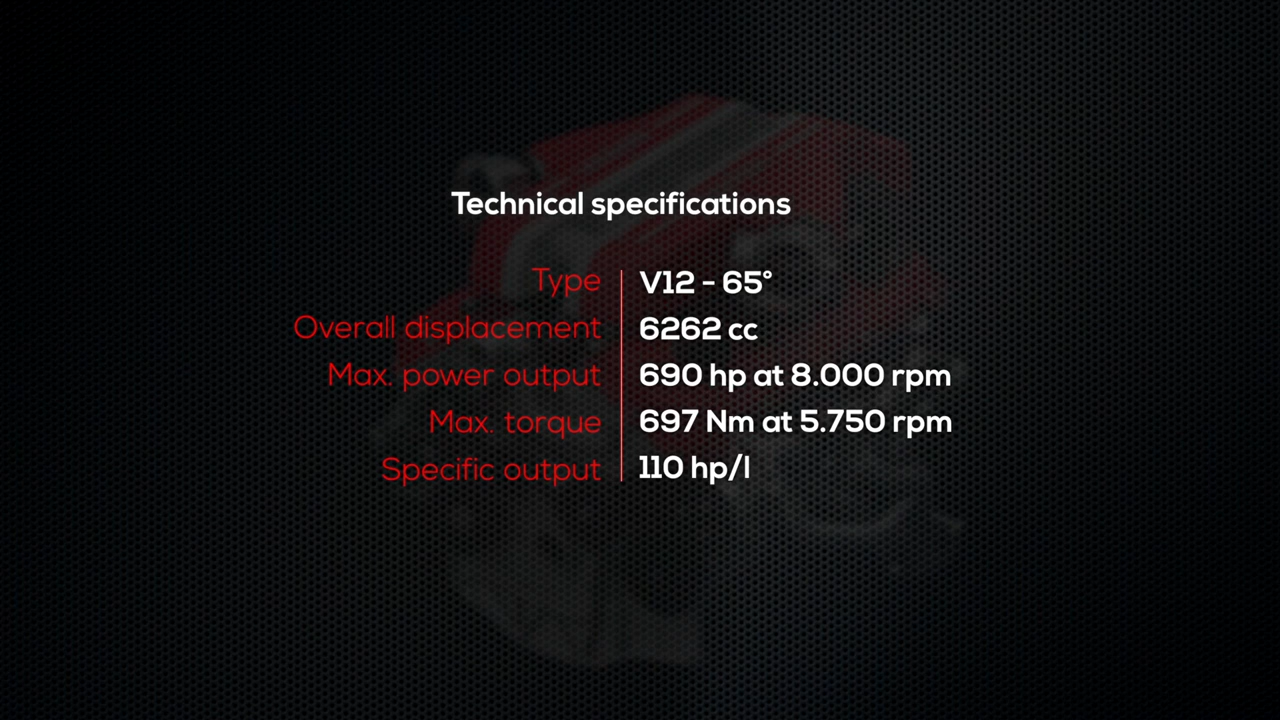 Technical specifications
Type V12 - 65°
Overall displacement 6262 cc
Max. power output 690 hp at 8.000 rpm
Max. torque 697 Nm at 5.750 rpm
Specific output 110 hp/l